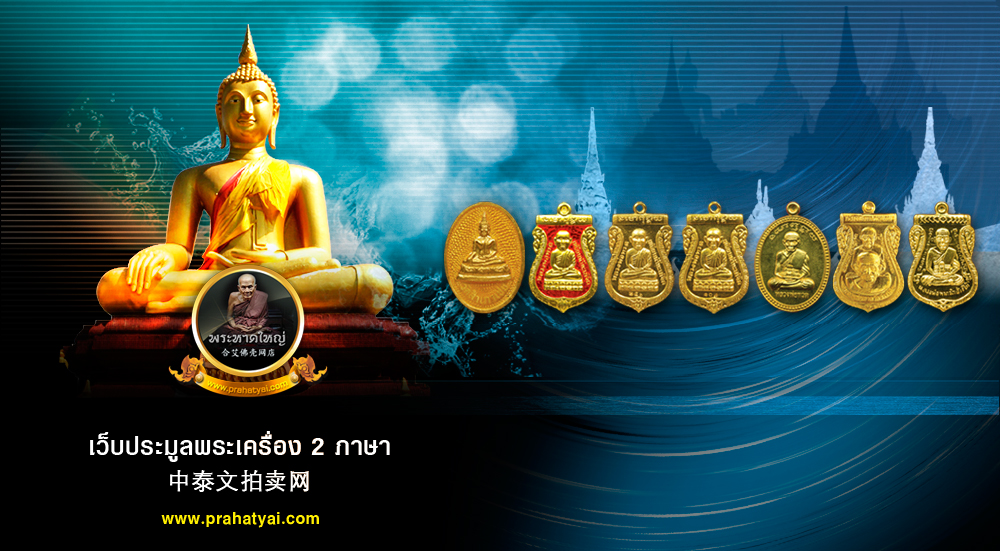 พระหาดใหญ่
合艾佛壳网店
www.prahatyai.com
เว็บประมูลพระเครื่อง 2 ภาษา
中泰文拍卖网
www.prahatyai.com